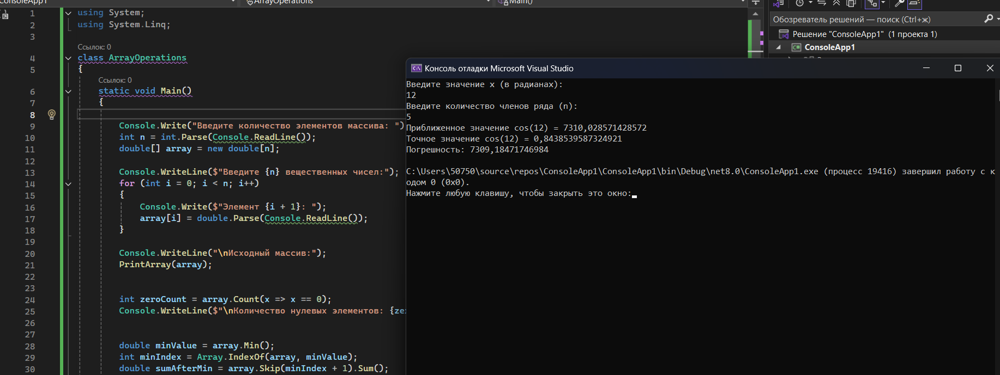 ConsoleApp1
ArrayOperations
Main()
1 using System;
2 using System.Linq;
3
Ссылок: 0
4 class ArrayOperations
5 {
Ссылок: 0
6 static void Main()
7 {
8
9 Console.Write("Введите количество элементов массива: ")
10 int n = int.Parse(Console.ReadLine());
11 double[] array = new double[n];
12
13 Console.WriteLine($"Введите {n} вещественных чисел:");
14 for (int i = 0; i < n; i++)
15 {
16 Console.Write($"Элемент {i + 1}: ");
17 array[i] = double.Parse(Console.ReadLine());
18 }
19
20 Console.WriteLine("\nИсходный массив:");
21 PrintArray(array);
22
23
24 int zeroCount = array.Count(x => x == 0);
25 Console.WriteLine($"\nКоличество нулевых элементов: {ze
26
27
28 double minValue = array.Min();
29 int minIndex = Array.IndexOf(array, minValue);
30 double sumAfterMin = array.Skip(minIndex + 1).Sum();
Обозреватель решений — поиск (Ctrl+ж)
Решение "ConsoleApp1" (1 проекта 1)
C# ConsoleApp1
Консоль отладки Microsoft Visual Studio
Введите значение x (в радианах):
12
Введите количество членов ряда (n):
5
Приближенное значение cos(12) = 7310,028571428572
Точное значение cos(12) = 0,8438539587324921
Погрешность: 7309,18471746984
C:\Users\50750\source\repos\ConsoleApp1\ConsoleApp1\bin\Debug\net8.0\ConsoleApp1.exe (процесс 19416) завершил работу с к
одом 0 (0x0).
Нажмите любую клавишу, чтобы закрыть это окно: